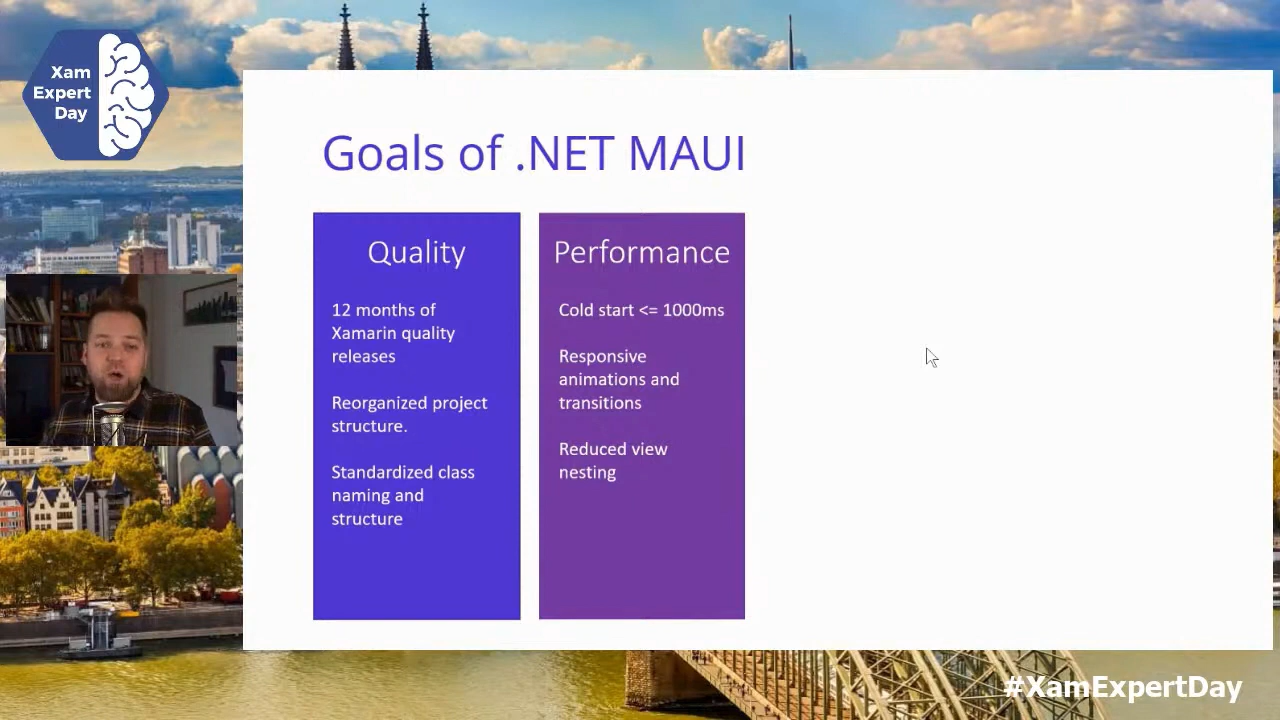 Xam
Expert
Day
Goals of .NET MAUI
Quality
12 months of
Xamarin quality
releases
Reorganized project
structure.
Standardized class
naming and
structure
Performance
Cold start <= 1000ms
Responsive
animations and
transitions
Reduced view
nesting
#XamExpertDay